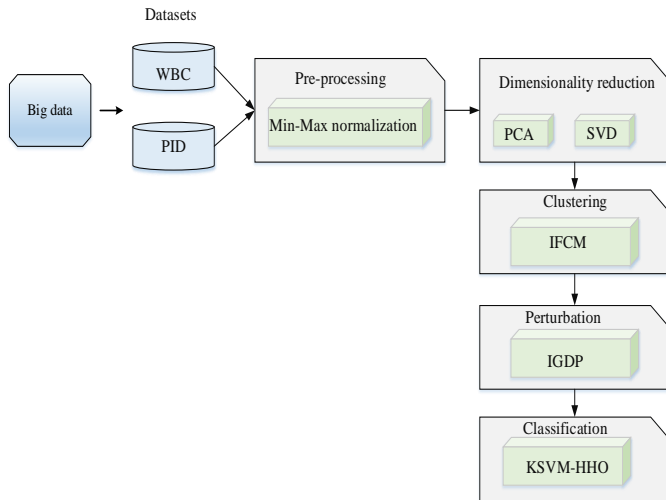 Datasets
Big data
WBC
PID
Pre-processing
Min-Max normalization
Dimensionality reduction
PCA
SVD
Clustering
IFCM
Perturbation
IGDP
Classification
KSVM-HHO